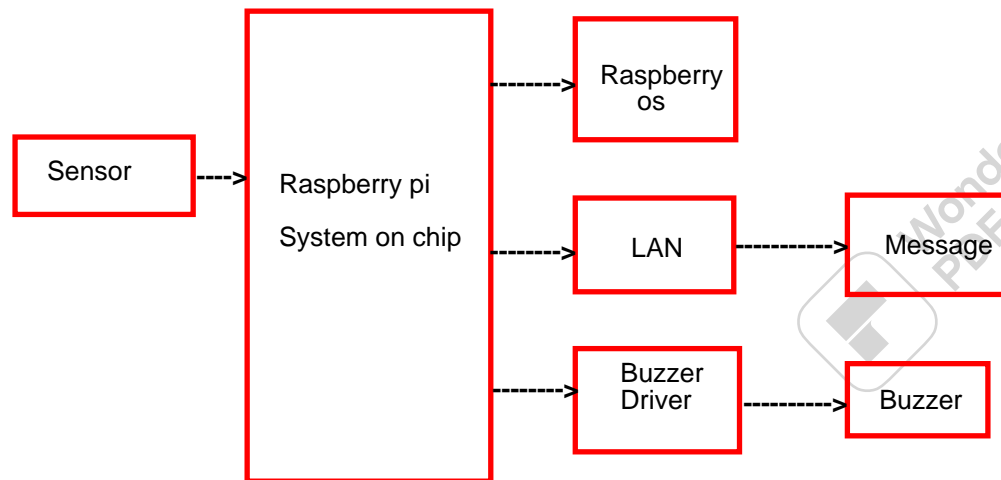 Raspberry
os
Sensor
Raspberry pi
System on chip
LAN
Message
Buzzer
Driver
Buzzer